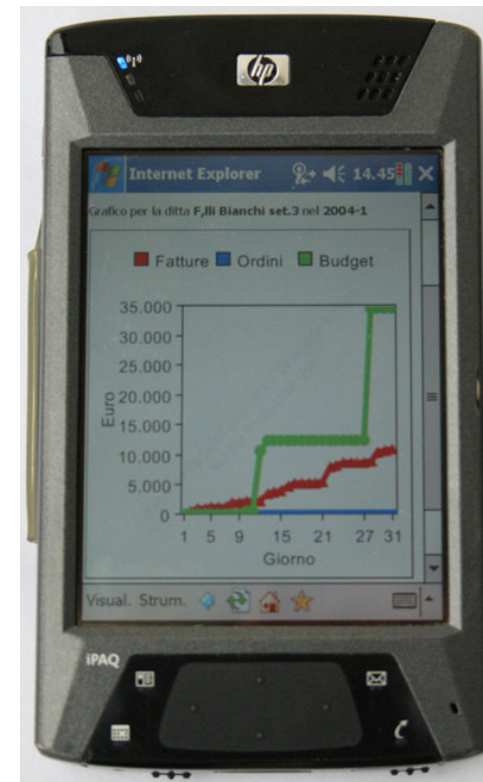 hp
Internet Explorer 14.45
Grafico per la ditta F,lli Bianchi set.3 nel 2004-1
Fatture Ordini Budget
35.000
30.000
25.000
20.000
15.000
10.000
5.000
0
Euro
1 5 9 15 21 27 31
Giorno
Visual. Strum.
iPAQ